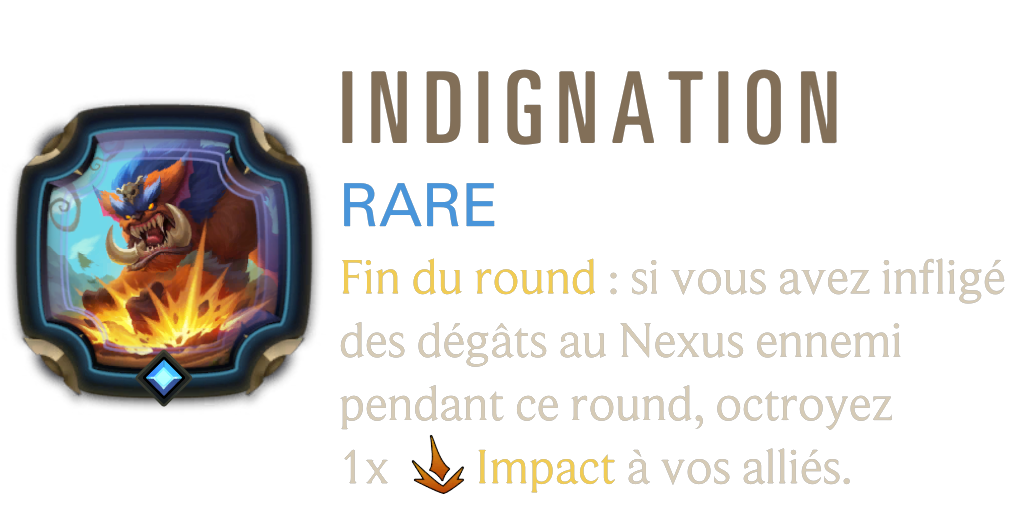 INDIGNATION
RARE
Fin du round : si vous avez infligé
des dégâts au Nexus ennemi
pendant ce round, octroyez
1x Impact à vos alliés.